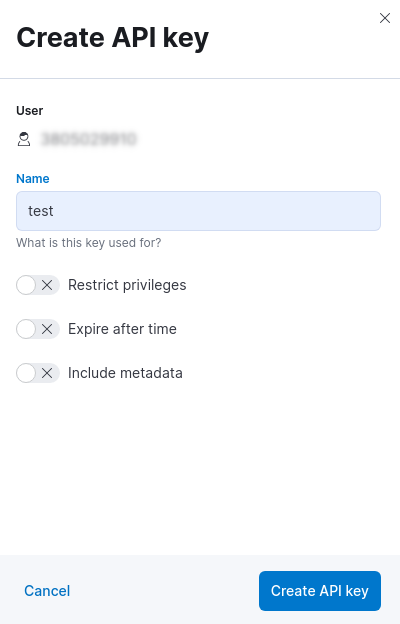 Create API key
User
Name
test
What is this key used for?
Restrict privileges
Expire after time
Include metadata
Cancel
Create API key